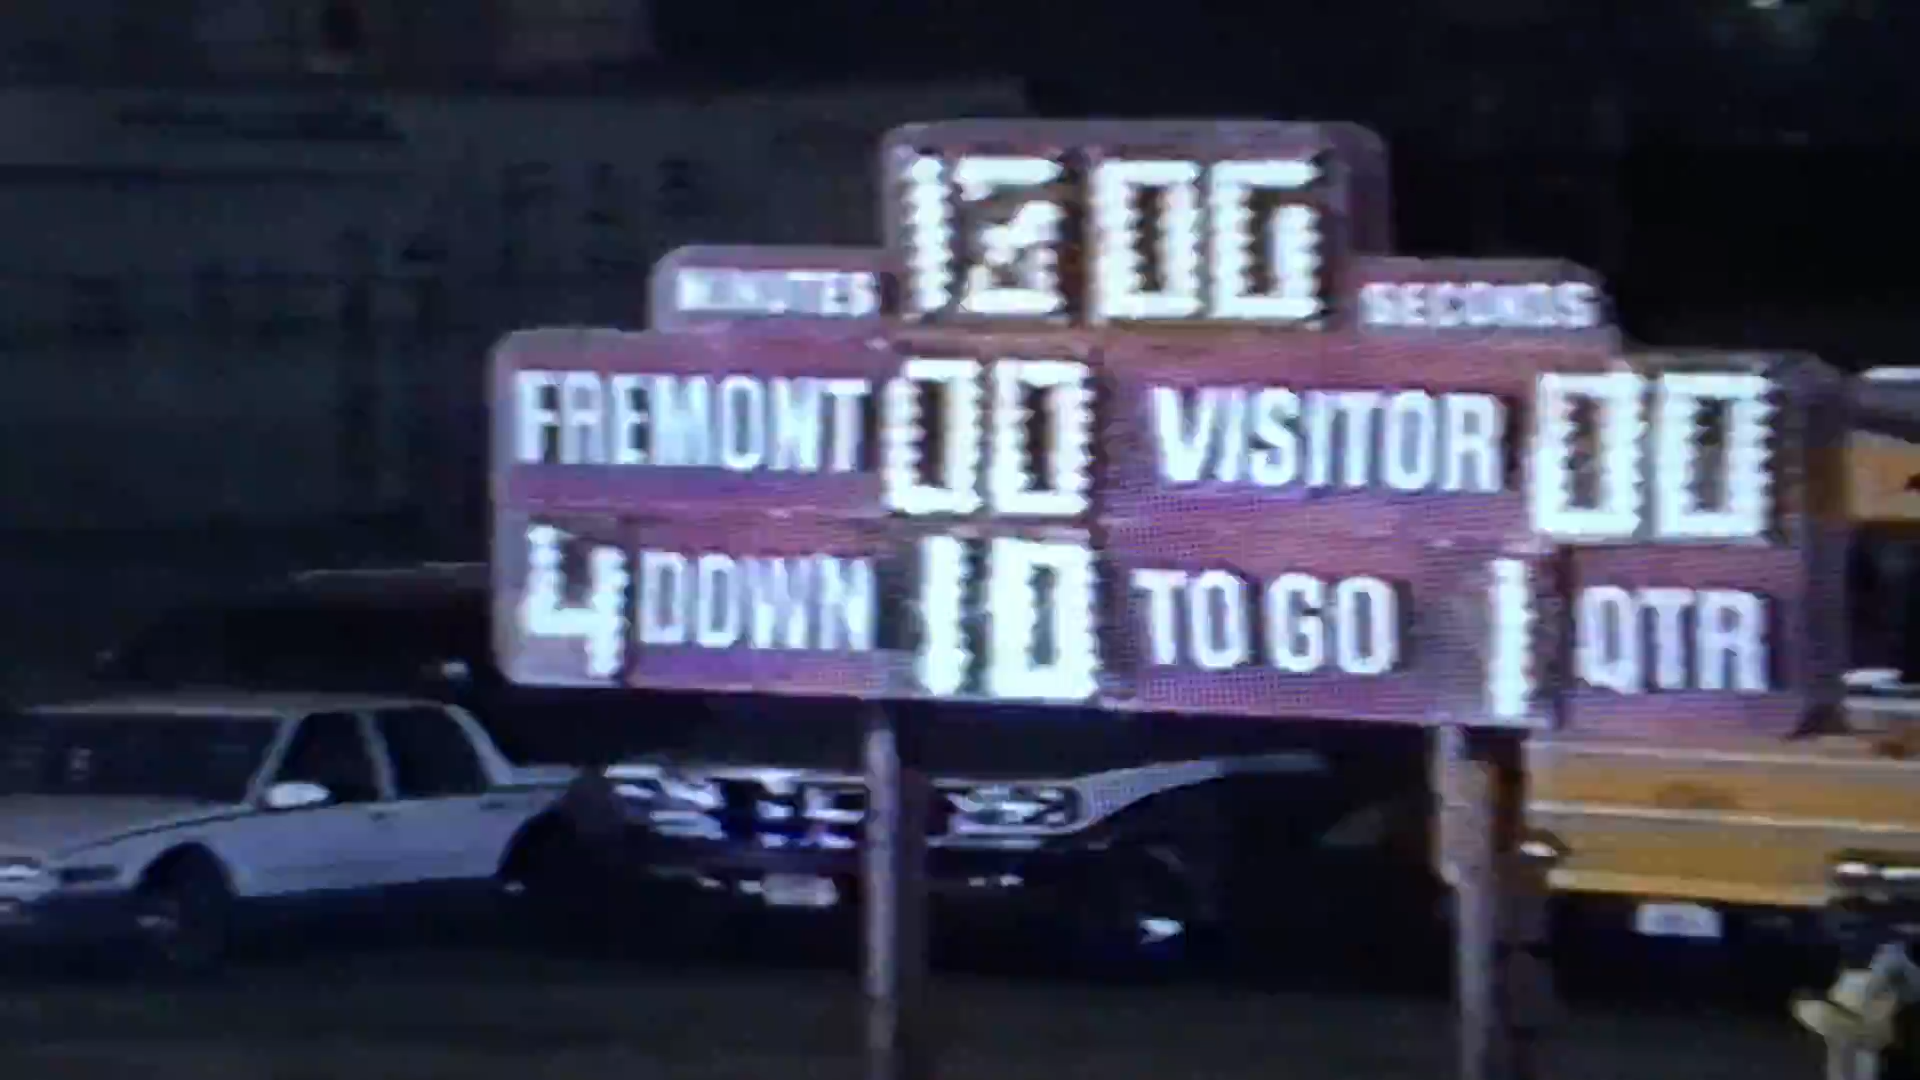 12 00
MINUTES SECONDS
FREMONT 00 VISITOR 00
4 DOWN 10 TO GO 1 QTR